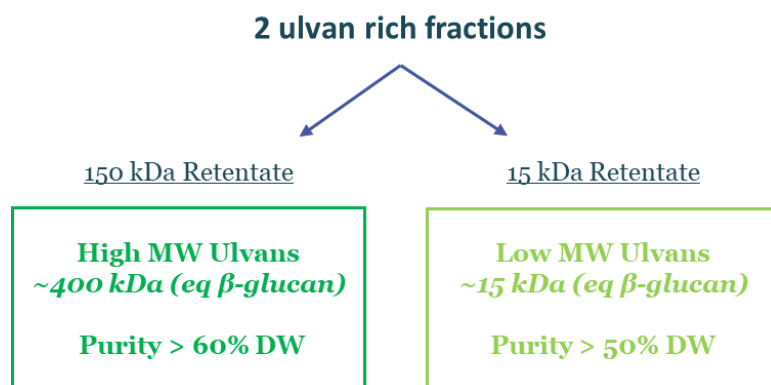 2 ulvan rich fractions
150 kDa Retentate
High MW Ulvans
~400 kDa (eq β-glucan)
Purity > 60% DW
15 kDa Retentate
Low MW Ulvans
~15 kDa (eq β-glucan)
Purity > 50% DW